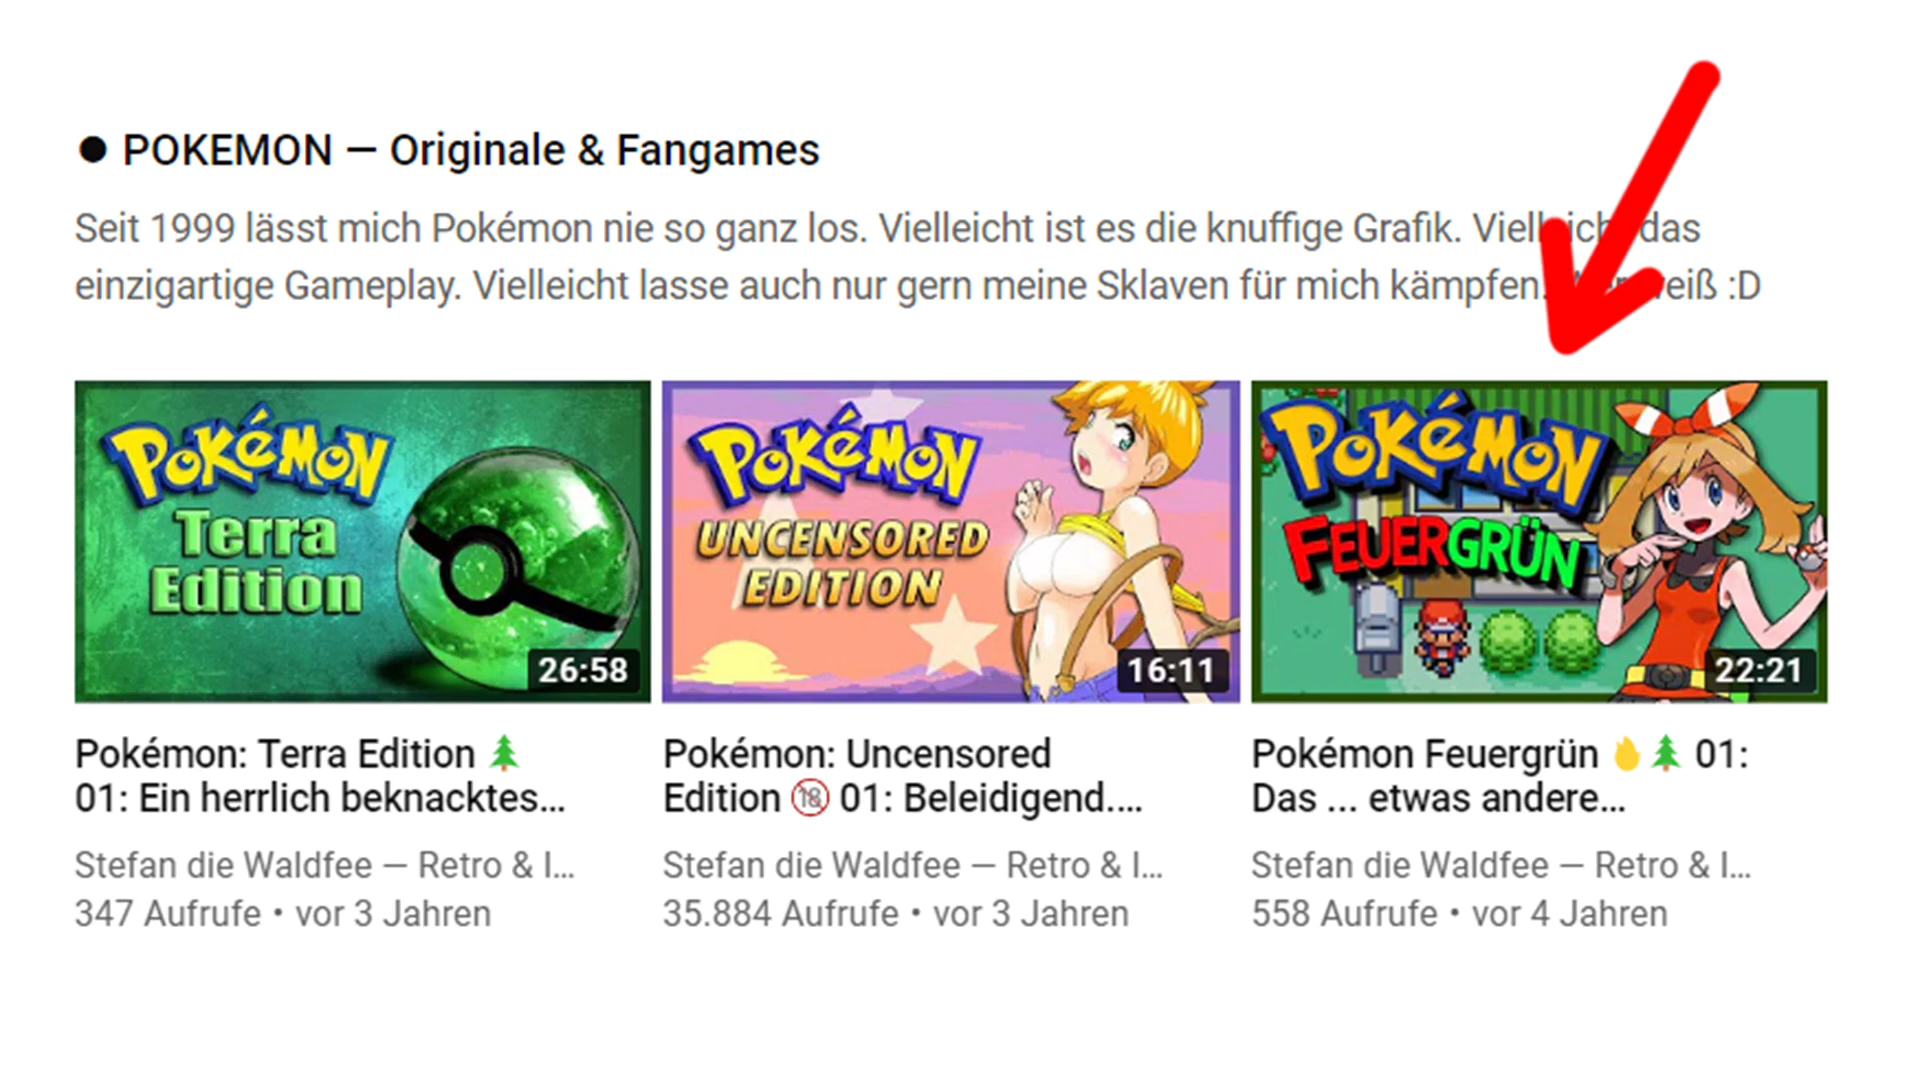 ● POKEMON — Originale & Fangames
Seit 1999 lässt mich Pokémon nie so ganz los. Vielleicht ist es die knuffige Grafik. das
einzigartige Gameplay. Vielleicht lasse auch nur gern meine Sklaven für mich kämpfen. :D
POKéMON
Terra
Edition
26:58
POKéMON
UNCENSORED
EDITION
16:11
POKéMON
FEUERGRÜN
22:21
Pokémon: Terra Edition 🌲
01: Ein herrlich beknacktes...
Stefan die Waldfee — Retro & I...
347 Aufrufe • vor 3 Jahren
Pokémon: Uncensored
Edition 🔞 01: Beleidigend....
Stefan die Waldfee — Retro & I...
35.884 Aufrufe • vor 3 Jahren
Pokémon Feuergrün 🔥🌲 01:
Das ... etwas andere...
Stefan die Waldfee — Retro & I...
558 Aufrufe • vor 4 Jahren